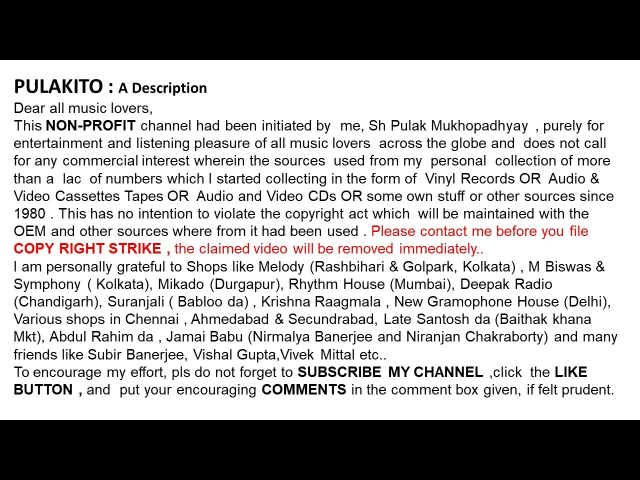 PULAKITO : A Description
Dear all music lovers,
This NON-PROFIT channel had been initiated by me, Sh Pulak Mukhopadhyay , purely for
entertainment and listening pleasure of all music lovers across the globe and does not call
for any commercial interest wherein the sources used from my personal collection of more
than a lac of numbers which I started collecting in the form of Vinyl Records OR Audio &
Video Cassettes Tapes OR Audio and Video CDs OR some own stuff or other sources since
1980 . This has no intention to violate the copyright act which will be maintained with the
OEM and other sources where from it had been used . Please contact me before you file
COPY RIGHT STRIKE , the claimed video will be removed immediately..
I am personally grateful to Shops like Melody (Rashbihari & Golpark, Kolkata) , M Biswas &
Symphony ( Kolkata), Mikado (Durgapur), Rhythm House (Mumbai), Deepak Radio
(Chandigarh), Suranjali ( Babloo da) , Krishna Raagmala , New Gramophone House (Delhi),
Various shops in Chennai , Ahmedabad & Secundrabad, Late Santosh da (Baithak khana
Mkt), Abdul Rahim da , Jamai Babu (Nirmalya Banerjee and Niranjan Chakraborty) and many
friends like Subir Banerjee, Vishal Gupta,Vivek Mittal etc..
To encourage my effort, pls do not forget to SUBSCRIBE MY CHANNEL ,click the LIKE
BUTTON , and put your encouraging COMMENTS in the comment box given, if felt prudent.